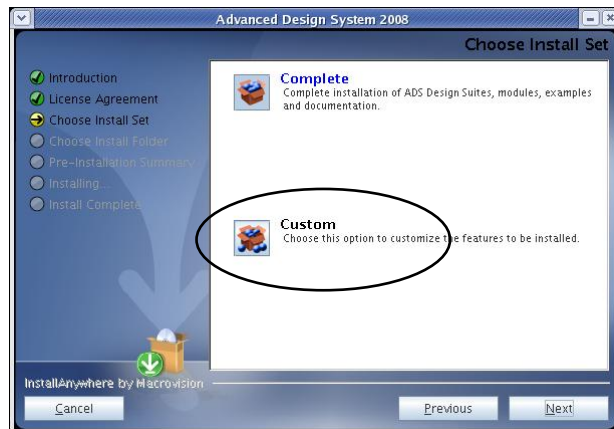 Advanced Design System 2008
Choose Install Set
Introduction
License Agreement
Choose Install Set
Choose Install Folder
Pre-Installation Summary
Installing...
Install Complete
Complete
Complete installation of ADS Design Suites, modules, examples
and documentation.
Custom
Choose this option to customize the features to be installed.
InstallAnywhere by Macrovision
Cancel
Previous
Next